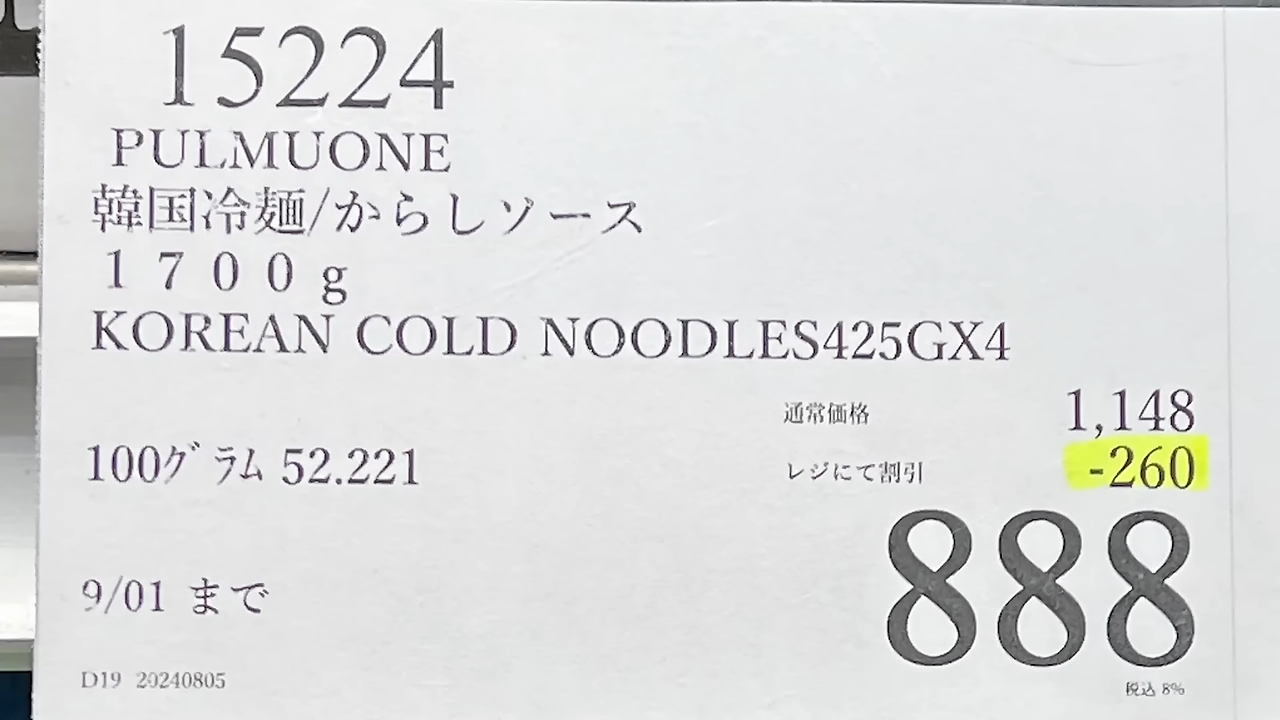 15224
PULMUONE
韓国冷麺/からしソース
１７００g
KOREAN COLD NOODLES425GX4
通常価格 1,148
100ｸﾞﾗﾑ 52.221
レジにて割引 -260
888
9/01 まで
D19 20240805
税込 8%